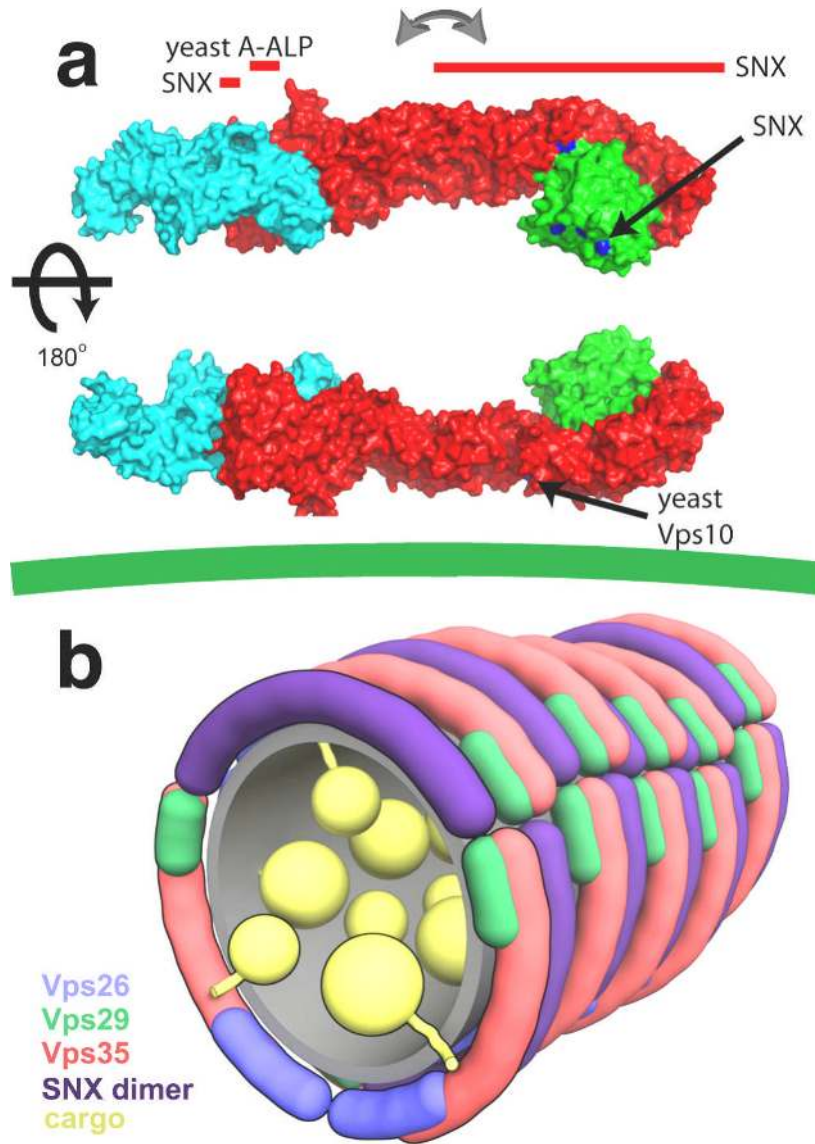 a
yeast A-ALP
SNX
SNX
SNX
180°
yeast
Vps10
b
Vps26
Vps29
Vps35
SNX dimer
cargo